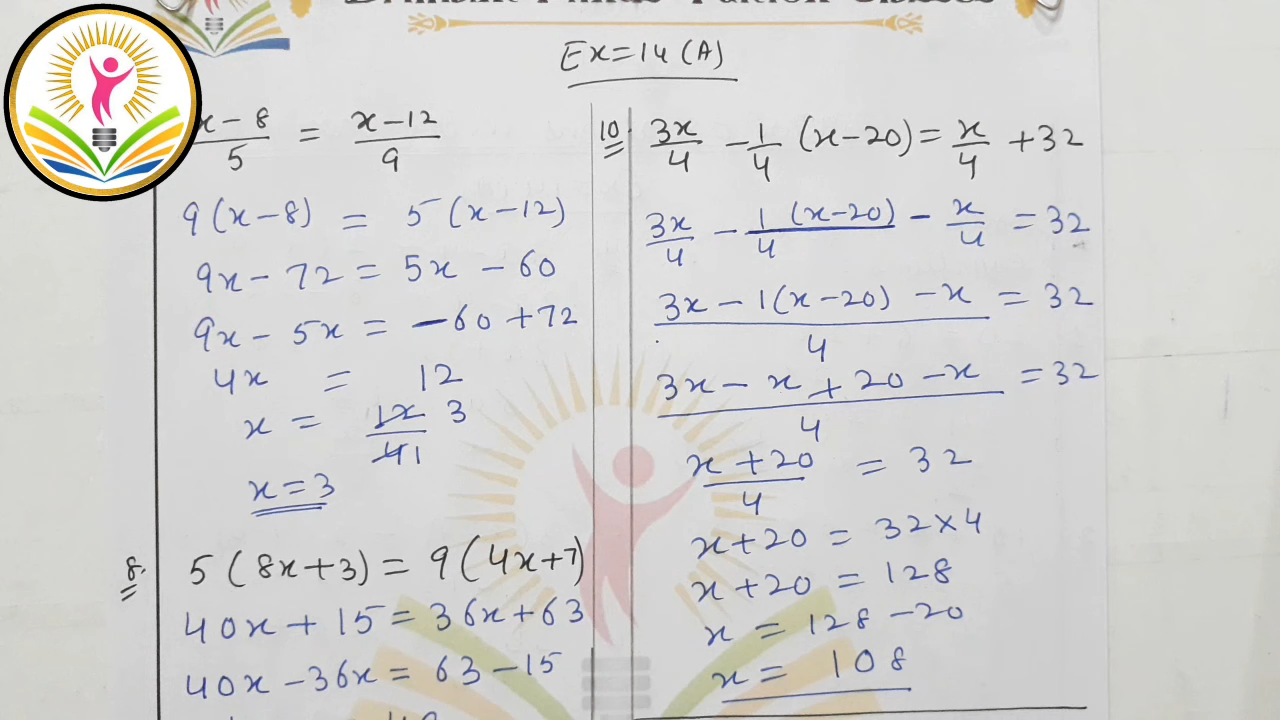 Ex=14(A)
x-8/5 = x-12/9
9(x-8) = 5(x-12)
9x-72 = 5x-60
9x-5x = -60+72
4x = 12
x = 12/4 3/1
x=3
8. 5(8x+3)=9(4x+7)
40x+15=36x+63
40x-36x=63-15
10. 3x/4 - 1/4 (x-20) = x/4 +32
3x/4 - 1(x-20)/4 - x/4 = 32
3x-1(x-20)-x/4 = 32
3x-x+20-x/4 = 32
x+20/4 = 32
x+20 = 32×4
x+20 = 128
x = 128-20
x = 108